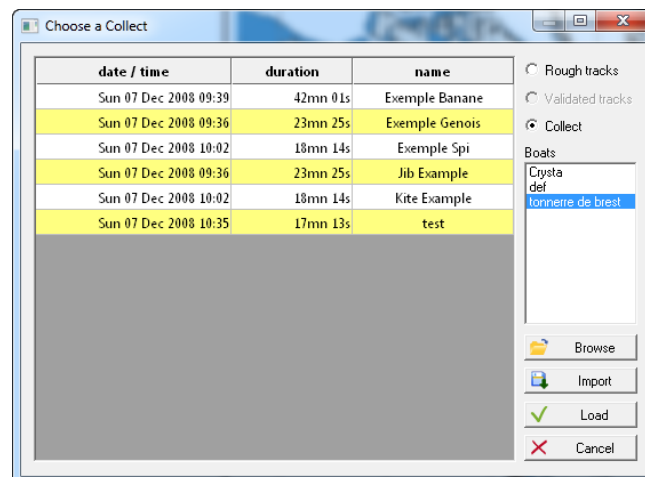 Choose a Collect
date / time duration name
Sun 07 Dec 2008 09:39 42mn 01s Exemple Banane
Sun 07 Dec 2008 09:36 23mn 25s Exemple Genois
Sun 07 Dec 2008 10:02 18mn 14s Exemple Spi
Sun 07 Dec 2008 09:36 23mn 25s Jib Example
Sun 07 Dec 2008 10:02 18mn 14s Kite Example
Sun 07 Dec 2008 10:35 17mn 13s test
Rough tracks
Validated tracks
Collect
Boats
Crysta
def
tonnerre de brest
Browse
Import
Load
Cancel